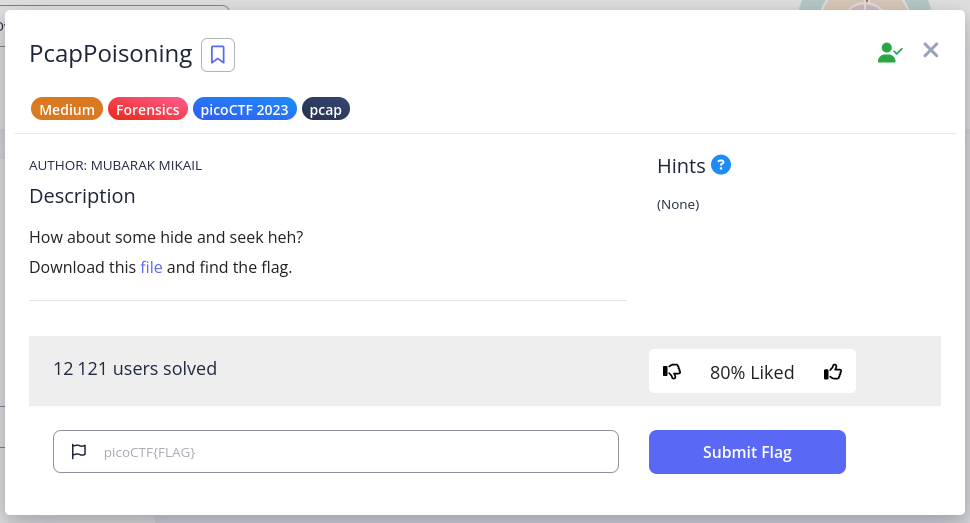 PcapPoisoning
Medium Forensics picoCTF 2023 pcap
AUTHOR: MUBARAK MIKAIL
Description
How about some hide and seek heh?
Download this file and find the flag.
Hints ?
(None)
12 121 users solved
80% Liked
picoCTF{FLAG}
Submit Flag